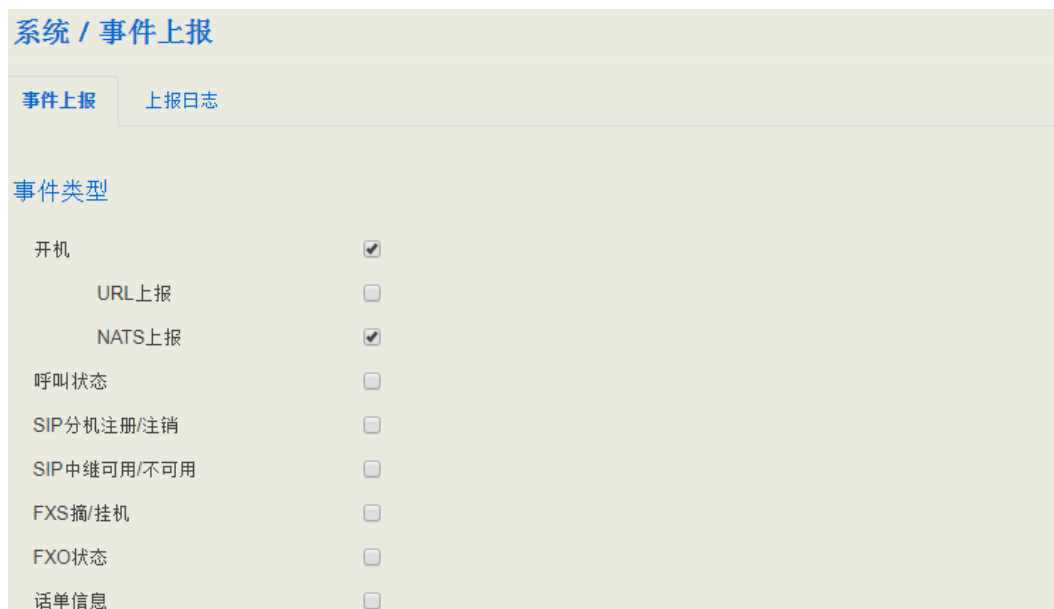 系统 / 事件上报
事件上报 上报日志
事件类型
开机
URL上报
NATS上报
呼叫状态
SIP分机注册/注销
SIP中继可用/不可用
FXS摘/挂机
FXO状态
话单信息